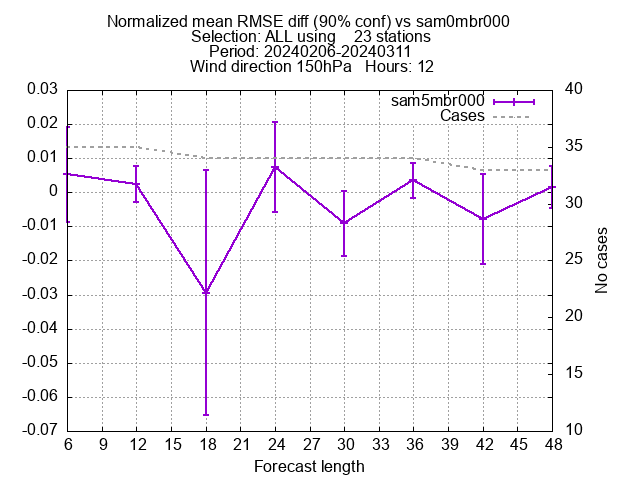 Normalized mean RMSE diff (90% conf) vs sam0mbr000
Selection: ALL using    23 stations
Period: 20240206-20240311
Wind direction 150hPa   Hours: 12
sam5mbr000
Cases
0.03
0.02
0.01
0
-0.01
-0.02
-0.03
-0.04
-0.05
-0.06
-0.07
40
35
30
25
20
15
10
No cases
6 9 12 15 18 21 24 27 30 33 36 39 42 45 48
Forecast length